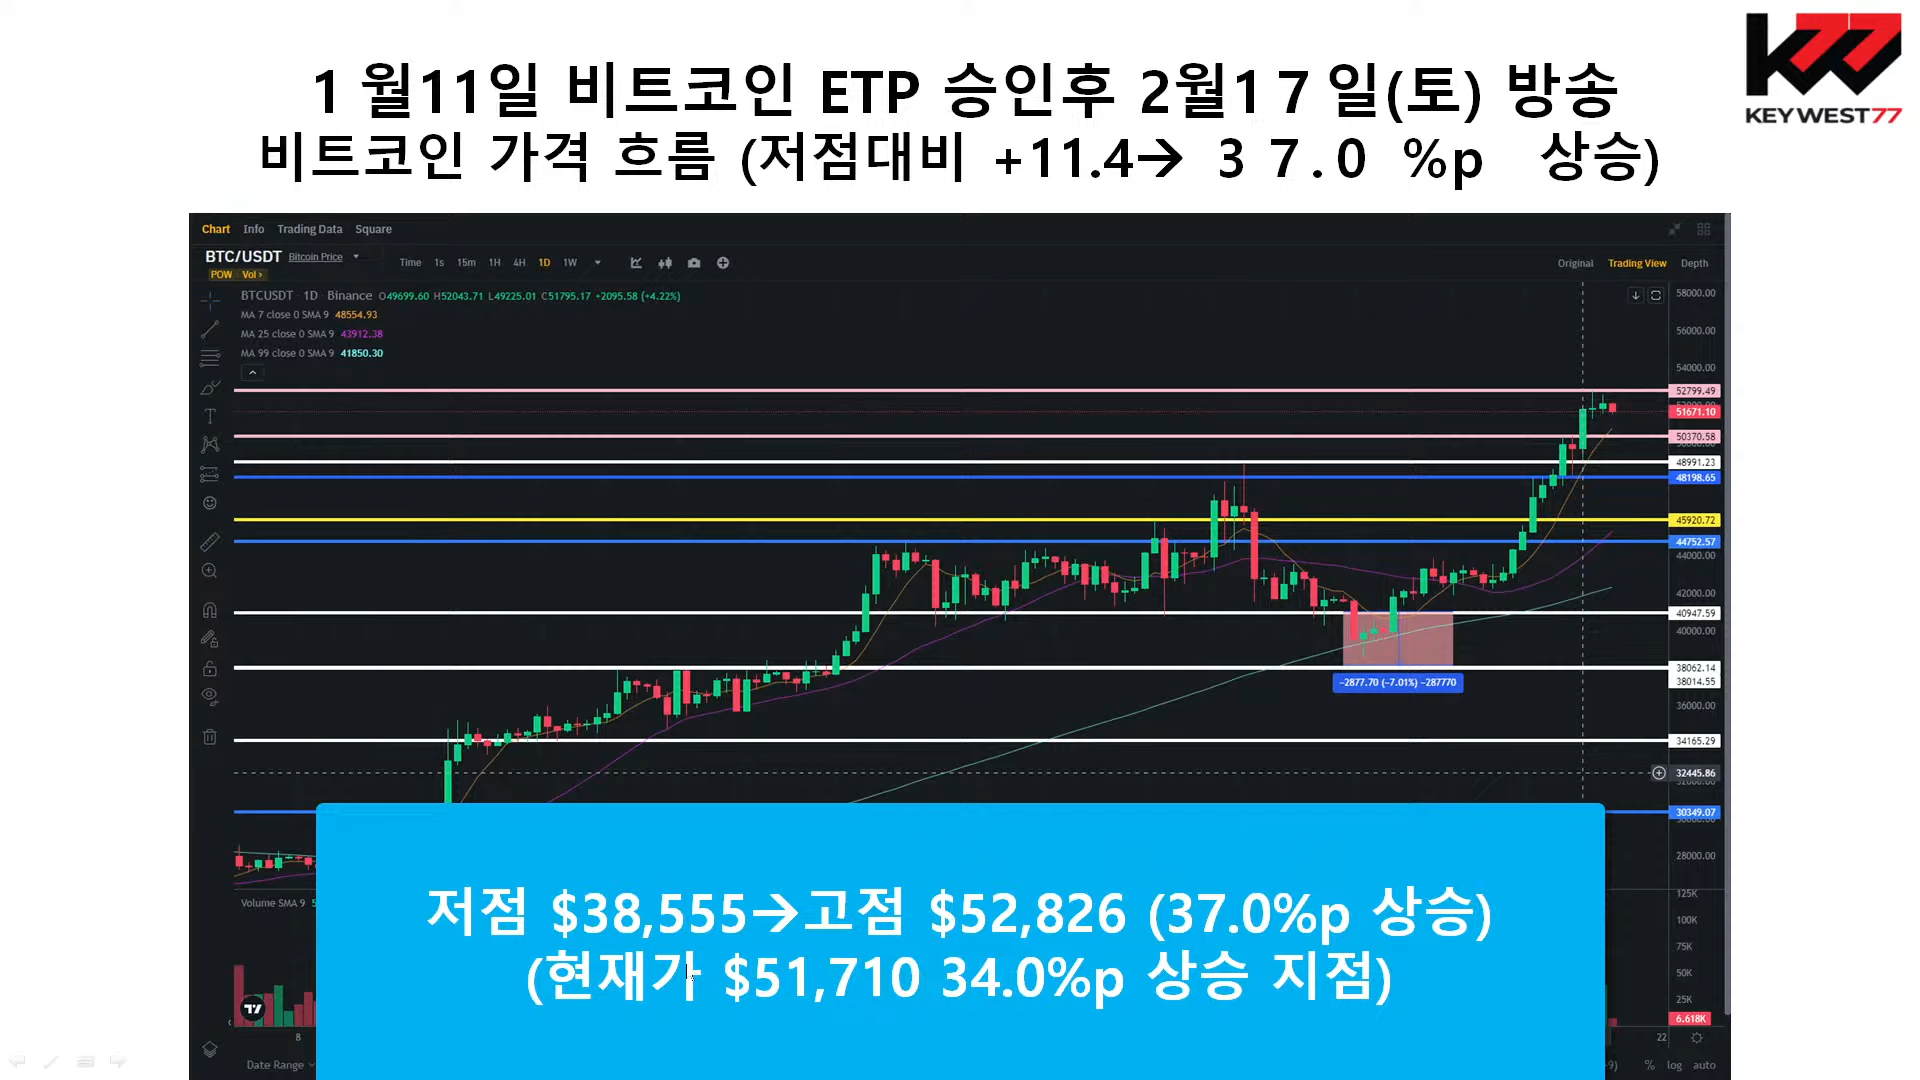 1 월11일 비트코인 ETP 승인후 2월1７일(토) 방송
비트코인 가격 흐름 (저점대비 +11.4→ ３７.０ %p 상승)
K77
KEYWEST77
Chart Info Trading Data Square
BTC/USDT Bitcoin Price
POW Vol >
Time 1s 15m 1H 4H 1D 1W
Original Trading View Depth
BTCUSDT · 1D · Binance O49699.60 H52043.71 L49225.01 C51795.17 +2095.58 (+4.22%)
MA 7 close 0 SMA 9 48554.93
MA 25 close 0 SMA 9 43912.38
MA 99 close 0 SMA 9 41850.30
58000.00
56000.00
54000.00
52799.49
51671.10
50370.58
48991.23
48198.65
45920.72
44752.57
44000.00
42000.00
40947.59
40000.00
38062.14
38014.55
−2877.70 (−7.01%) −287770
36000.00
34165.29
32445.86
30349.07
28000.00
125K
Volume SMA 9 5
100K
75K
50K
25K
6.618K
저점 $38,555→고점 $52,826 (37.0%p 상승)
(현재가 $51,710 34.0%p 상승 지점)
8
22
Date Range
% log auto